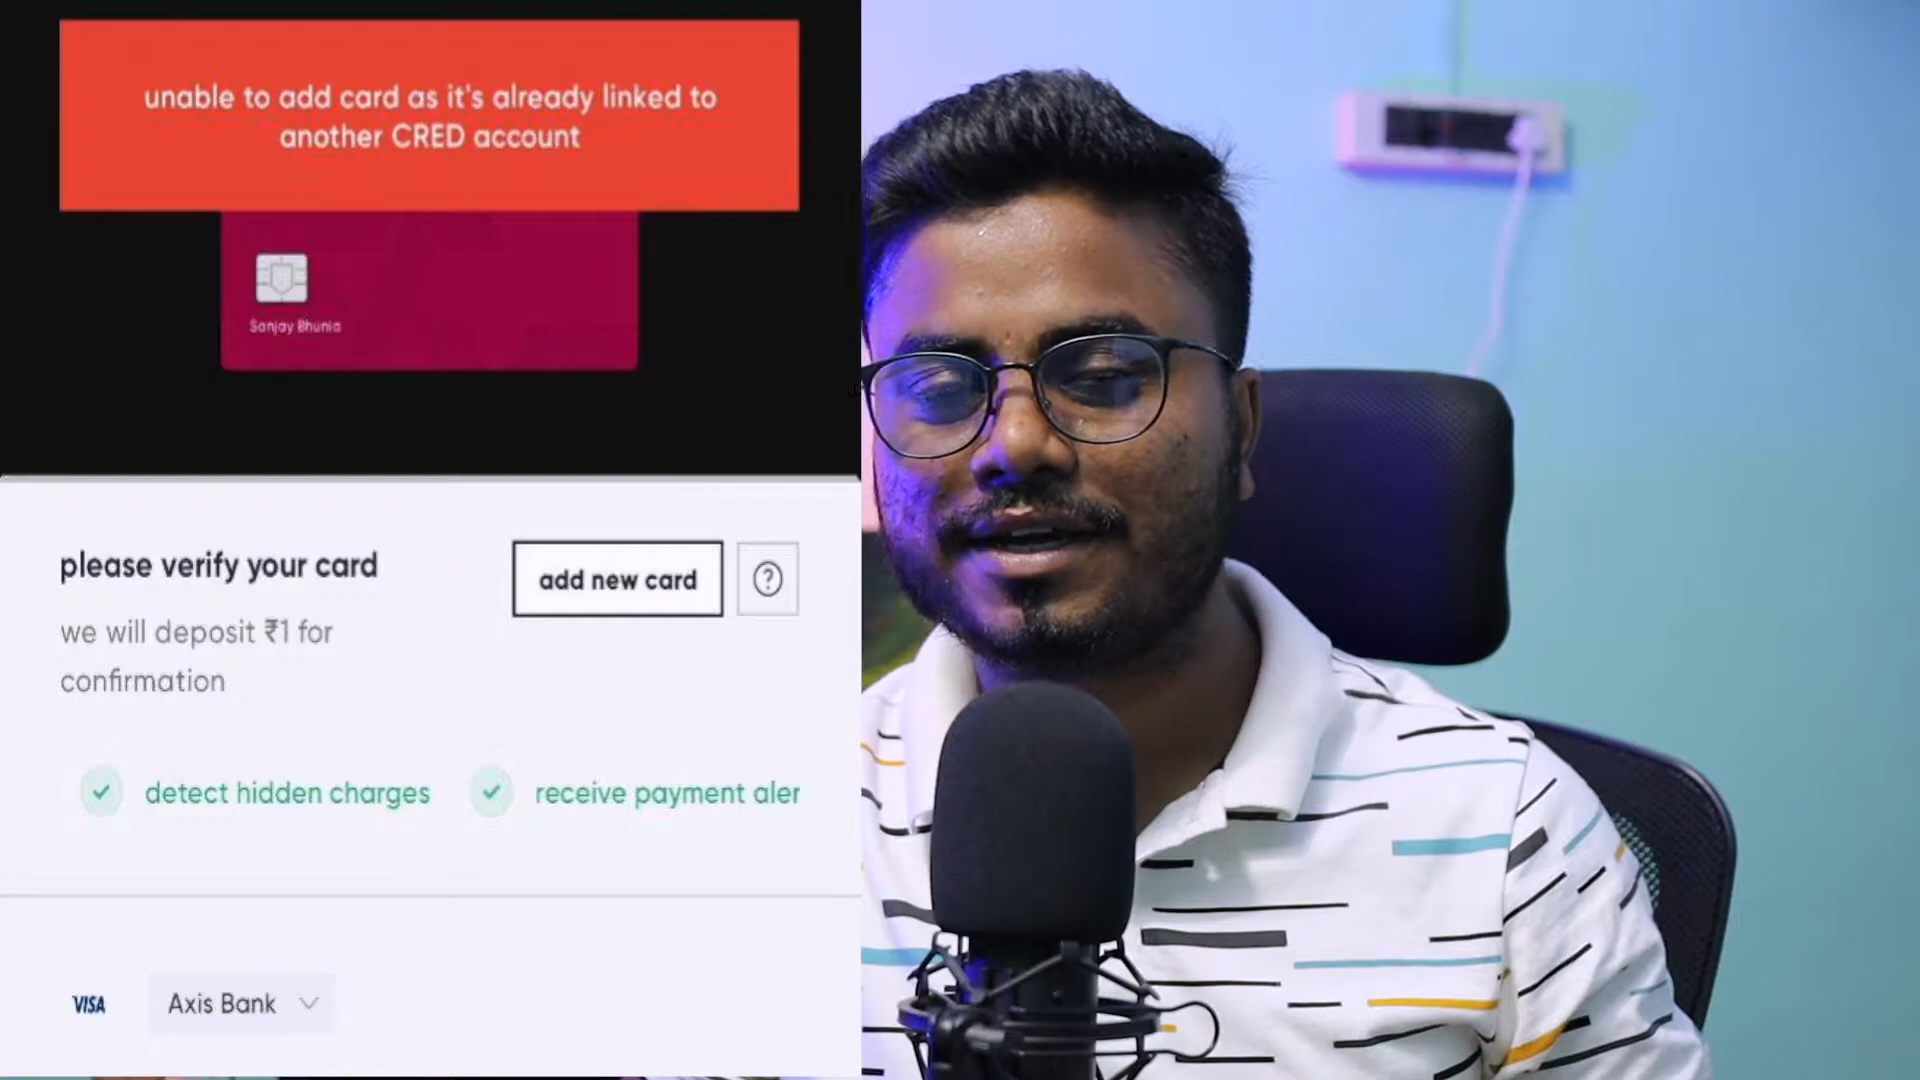 unable to add card as it's already linked to
another CRED account
Sanjay Bhunia
please verify your card
add new card
?
we will deposit ₹1 for
confirmation
detect hidden charges
receive payment aler
VISA
Axis Bank